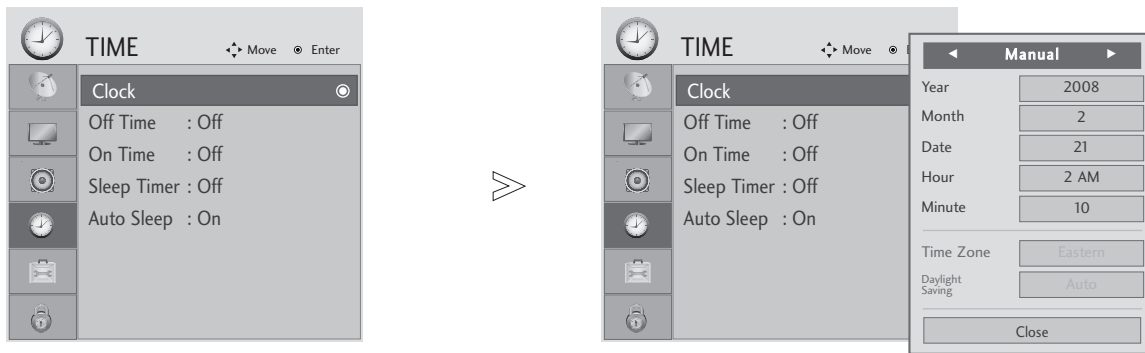 TIME Move Enter
Clock
Off Time : Off
On Time : Off
Sleep Timer : Off
Auto Sleep : On
TIME Move
Clock
Off Time : Off
On Time : Off
Sleep Timer : Off
Auto Sleep : On
Manual
Year 2008
Month 2
Date 21
Hour 2 AM
Minute 10
Time Zone Eastern
Daylight
Saving Auto
Close